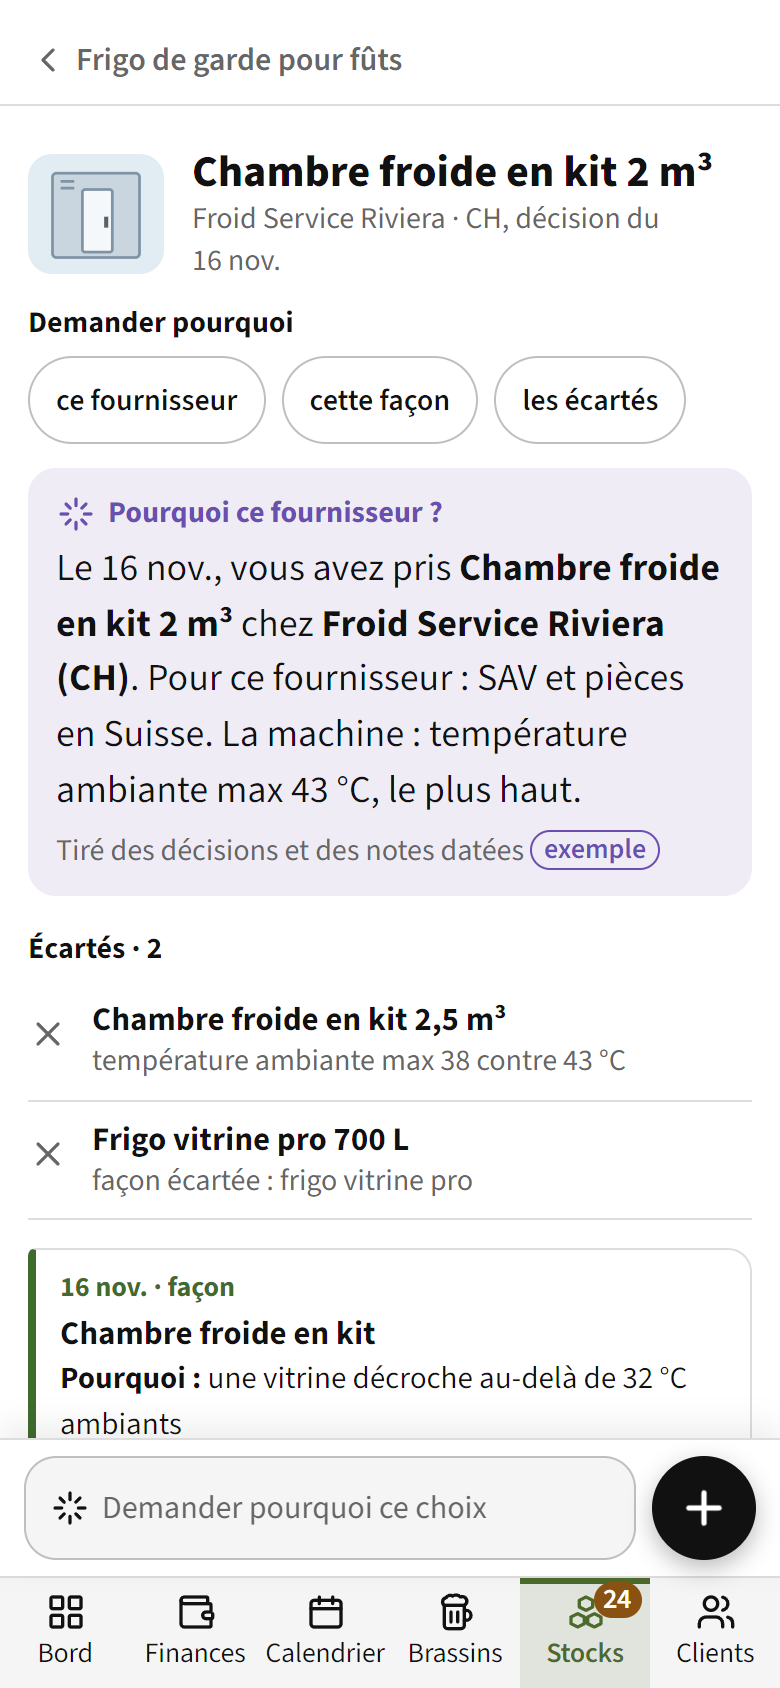 Frigo de garde pour fûts
Chambre froide en kit 2 m³
Froid Service Riviera · CH, décision du
16 nov.
Demander pourquoi
ce fournisseur
cette façon
les écartés
Pourquoi ce fournisseur ?
Le 16 nov., vous avez pris Chambre froide
en kit 2 m³ chez Froid Service Riviera
(CH). Pour ce fournisseur : SAV et pièces
en Suisse. La machine : température
ambiante max 43 °C, le plus haut.
Tiré des décisions et des notes datées exemple
Écartés · 2
Chambre froide en kit 2,5 m³
température ambiante max 38 contre 43 °C
Frigo vitrine pro 700 L
façon écartée : frigo vitrine pro
16 nov. · façon
Chambre froide en kit
Pourquoi : une vitrine décroche au-delà de 32 °C
ambiants
Demander pourquoi ce choix
24
Bord
Finances
Calendrier
Brassins
Stocks
Clients